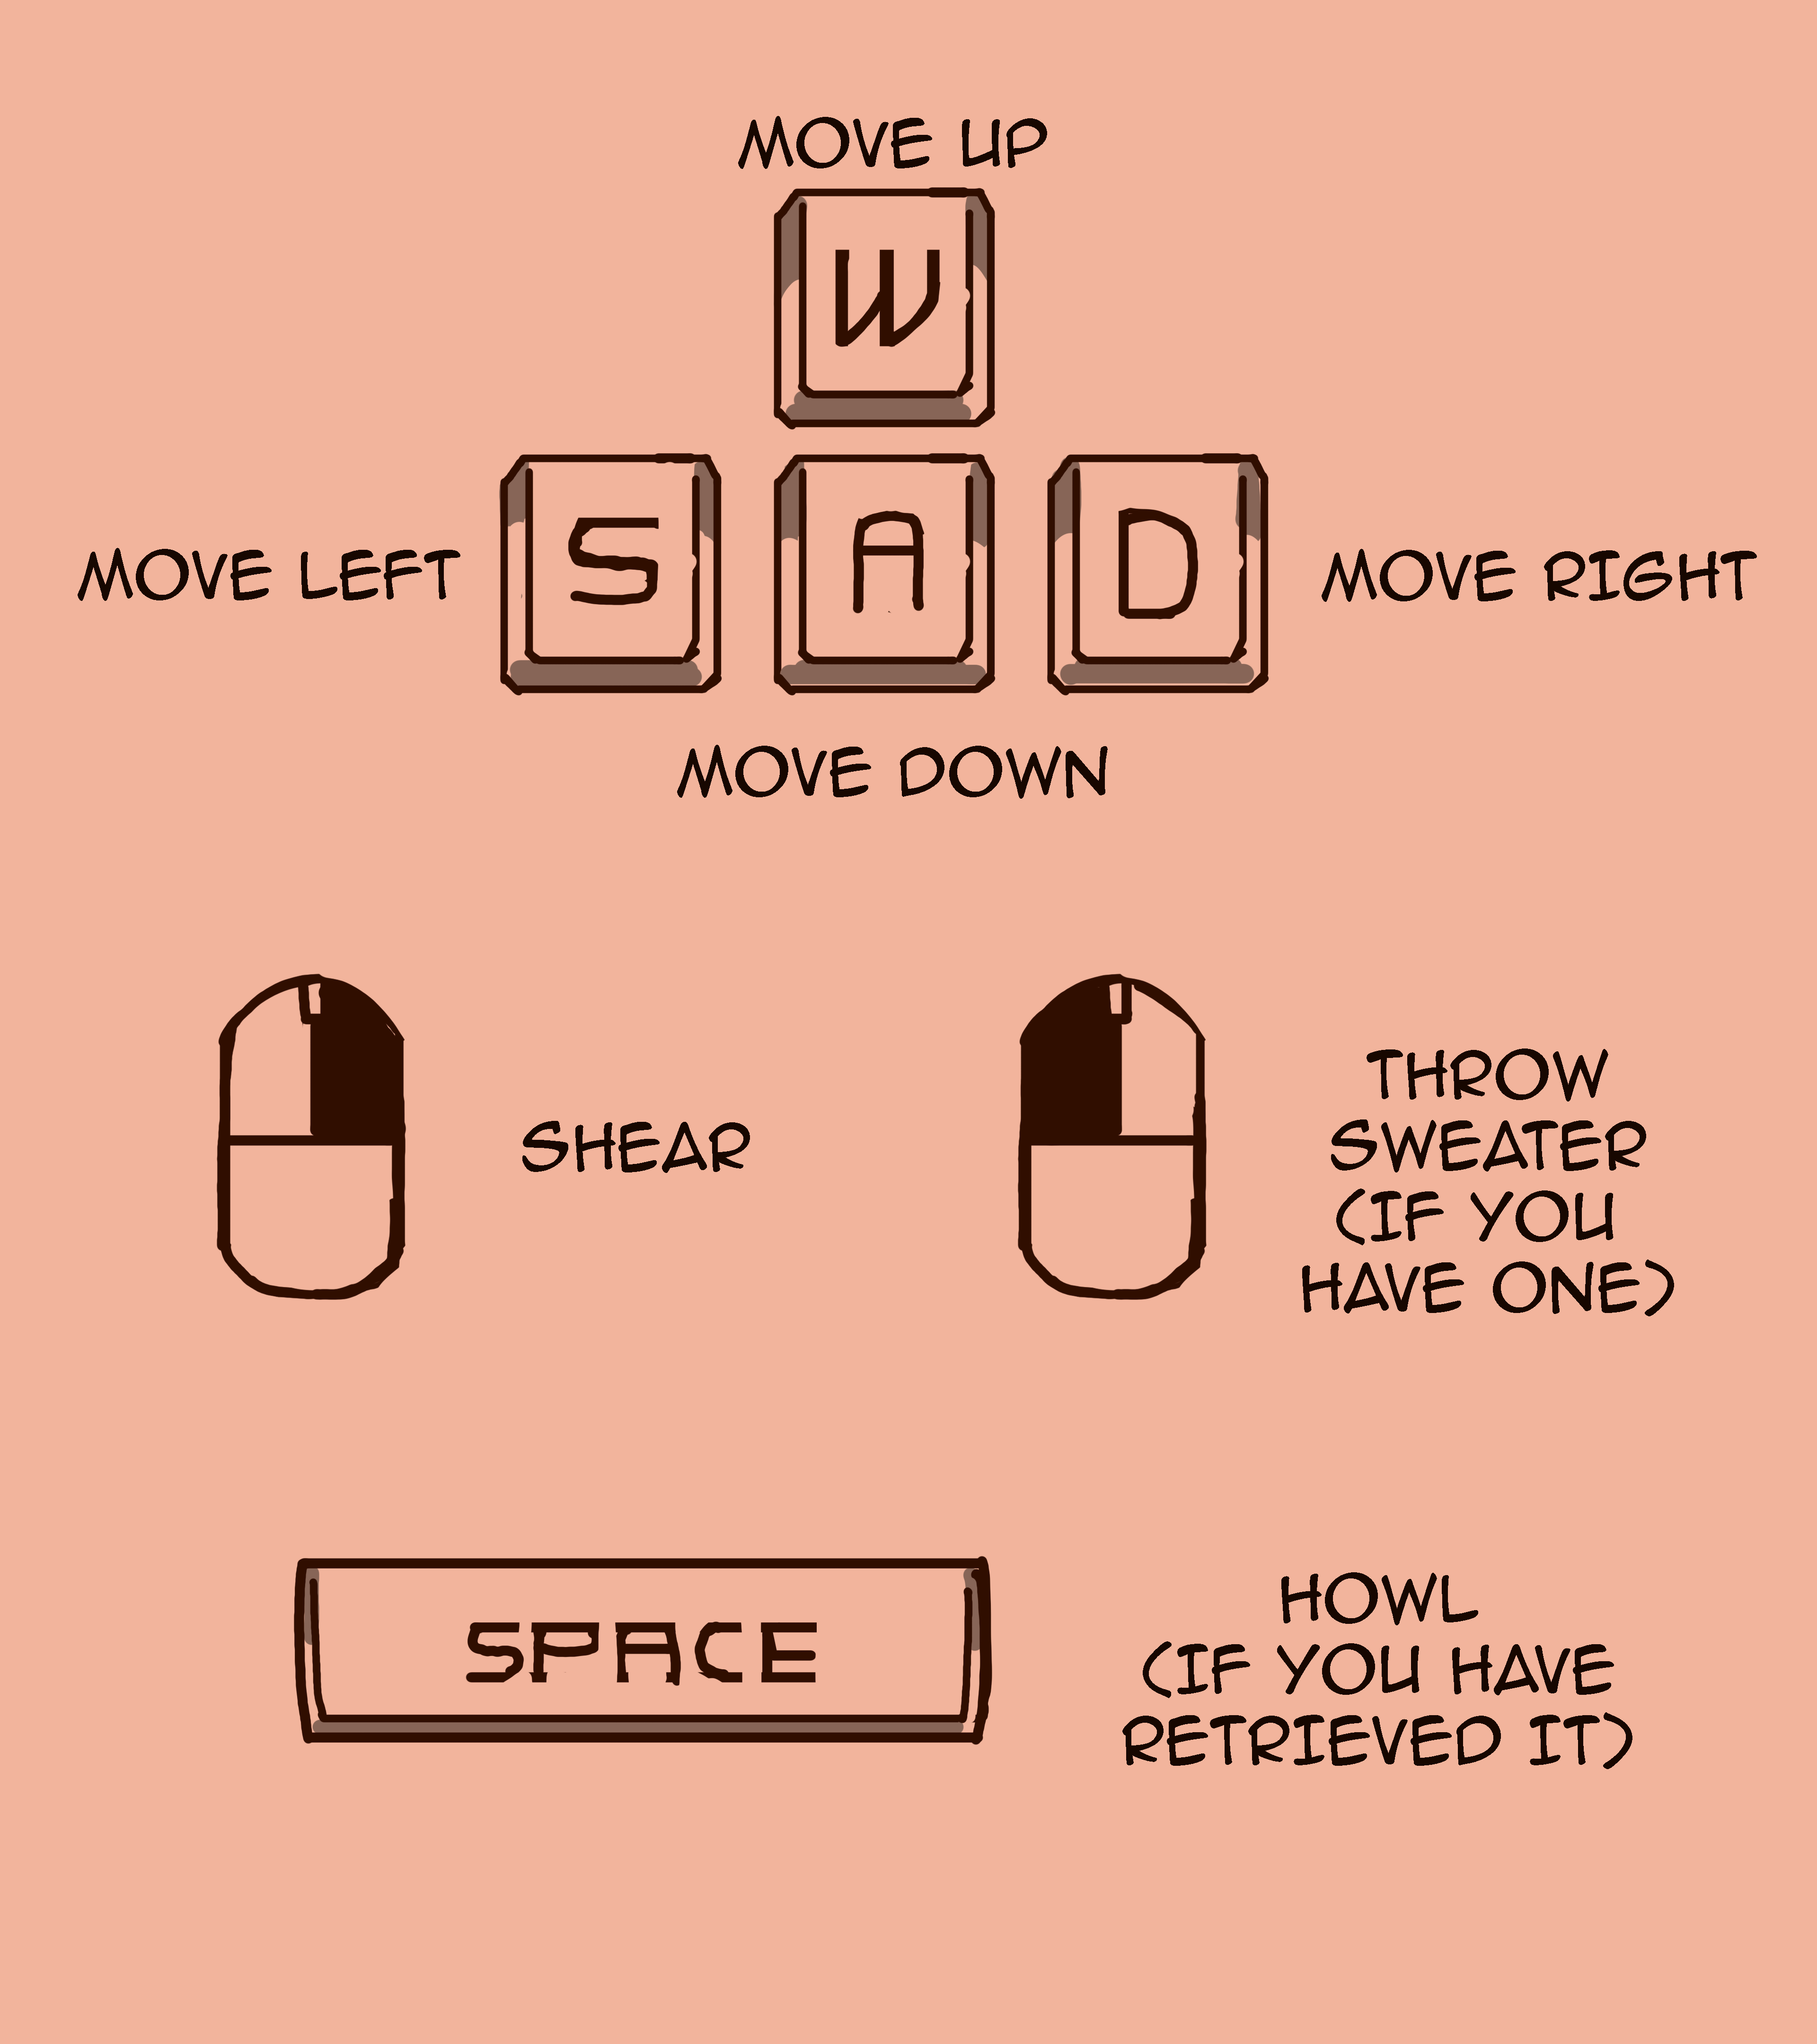 MOVE UP
W
MOVE LEFT S A D MOVE RIGHT
MOVE DOWN
SHEAR
THROW
SWEATER
(IF YOU
HAVE ONE)
SPACE
HOWL
(IF YOU HAVE
RETRIEVED IT)